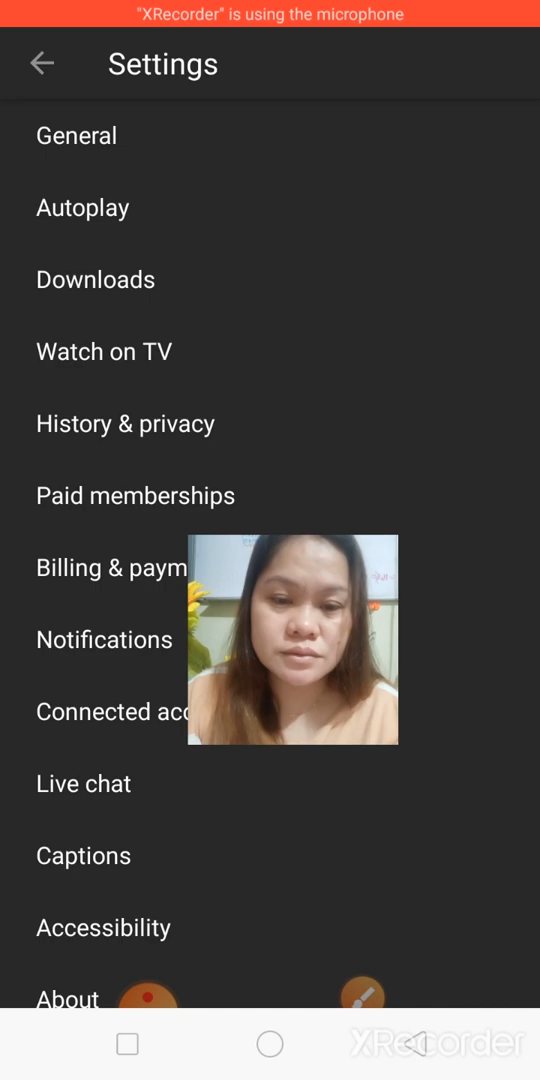 "XRecorder" is using the microphone
Settings
General
Autoplay
Downloads
Watch on TV
History & privacy
Paid memberships
Billing & paym
Notifications
Connected acc
Live chat
Captions
Accessibility
About
XRecorder